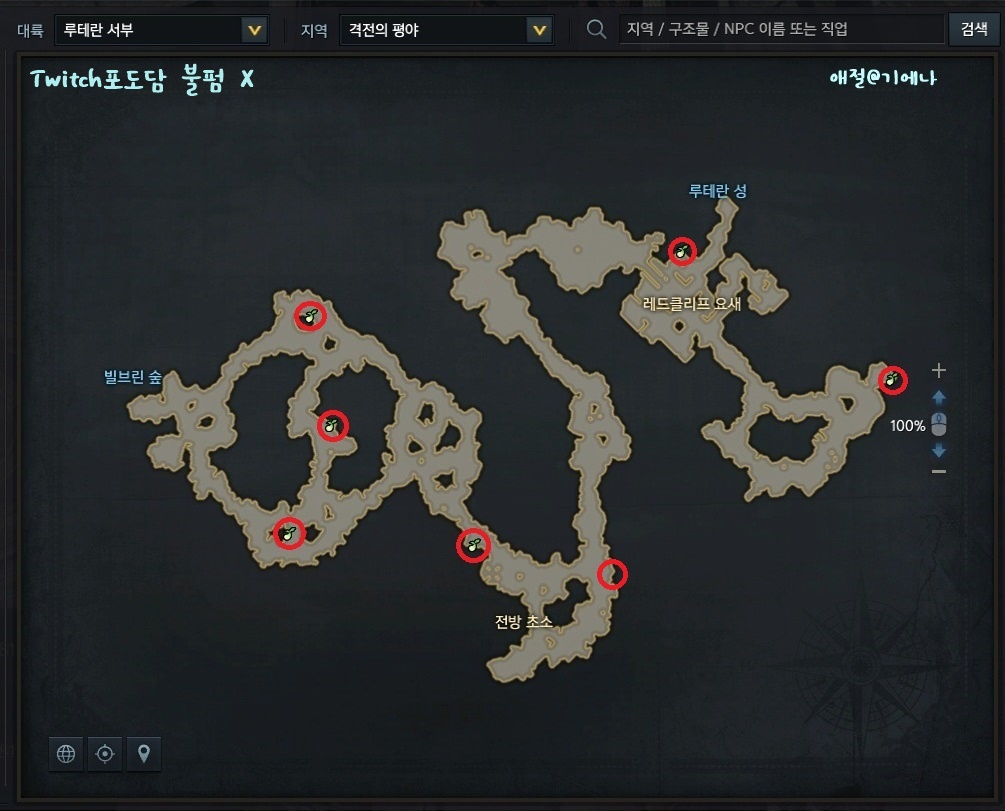 대륙 루테란 서부 지역 격전의 평야 지역 / 구조물 / NPC 이름 또는 직업 검색
Twitch포도담 불펌 X 애절@기에나
루테란 성
레드클리프 요새
빌브린 숲
100%
전방 초소